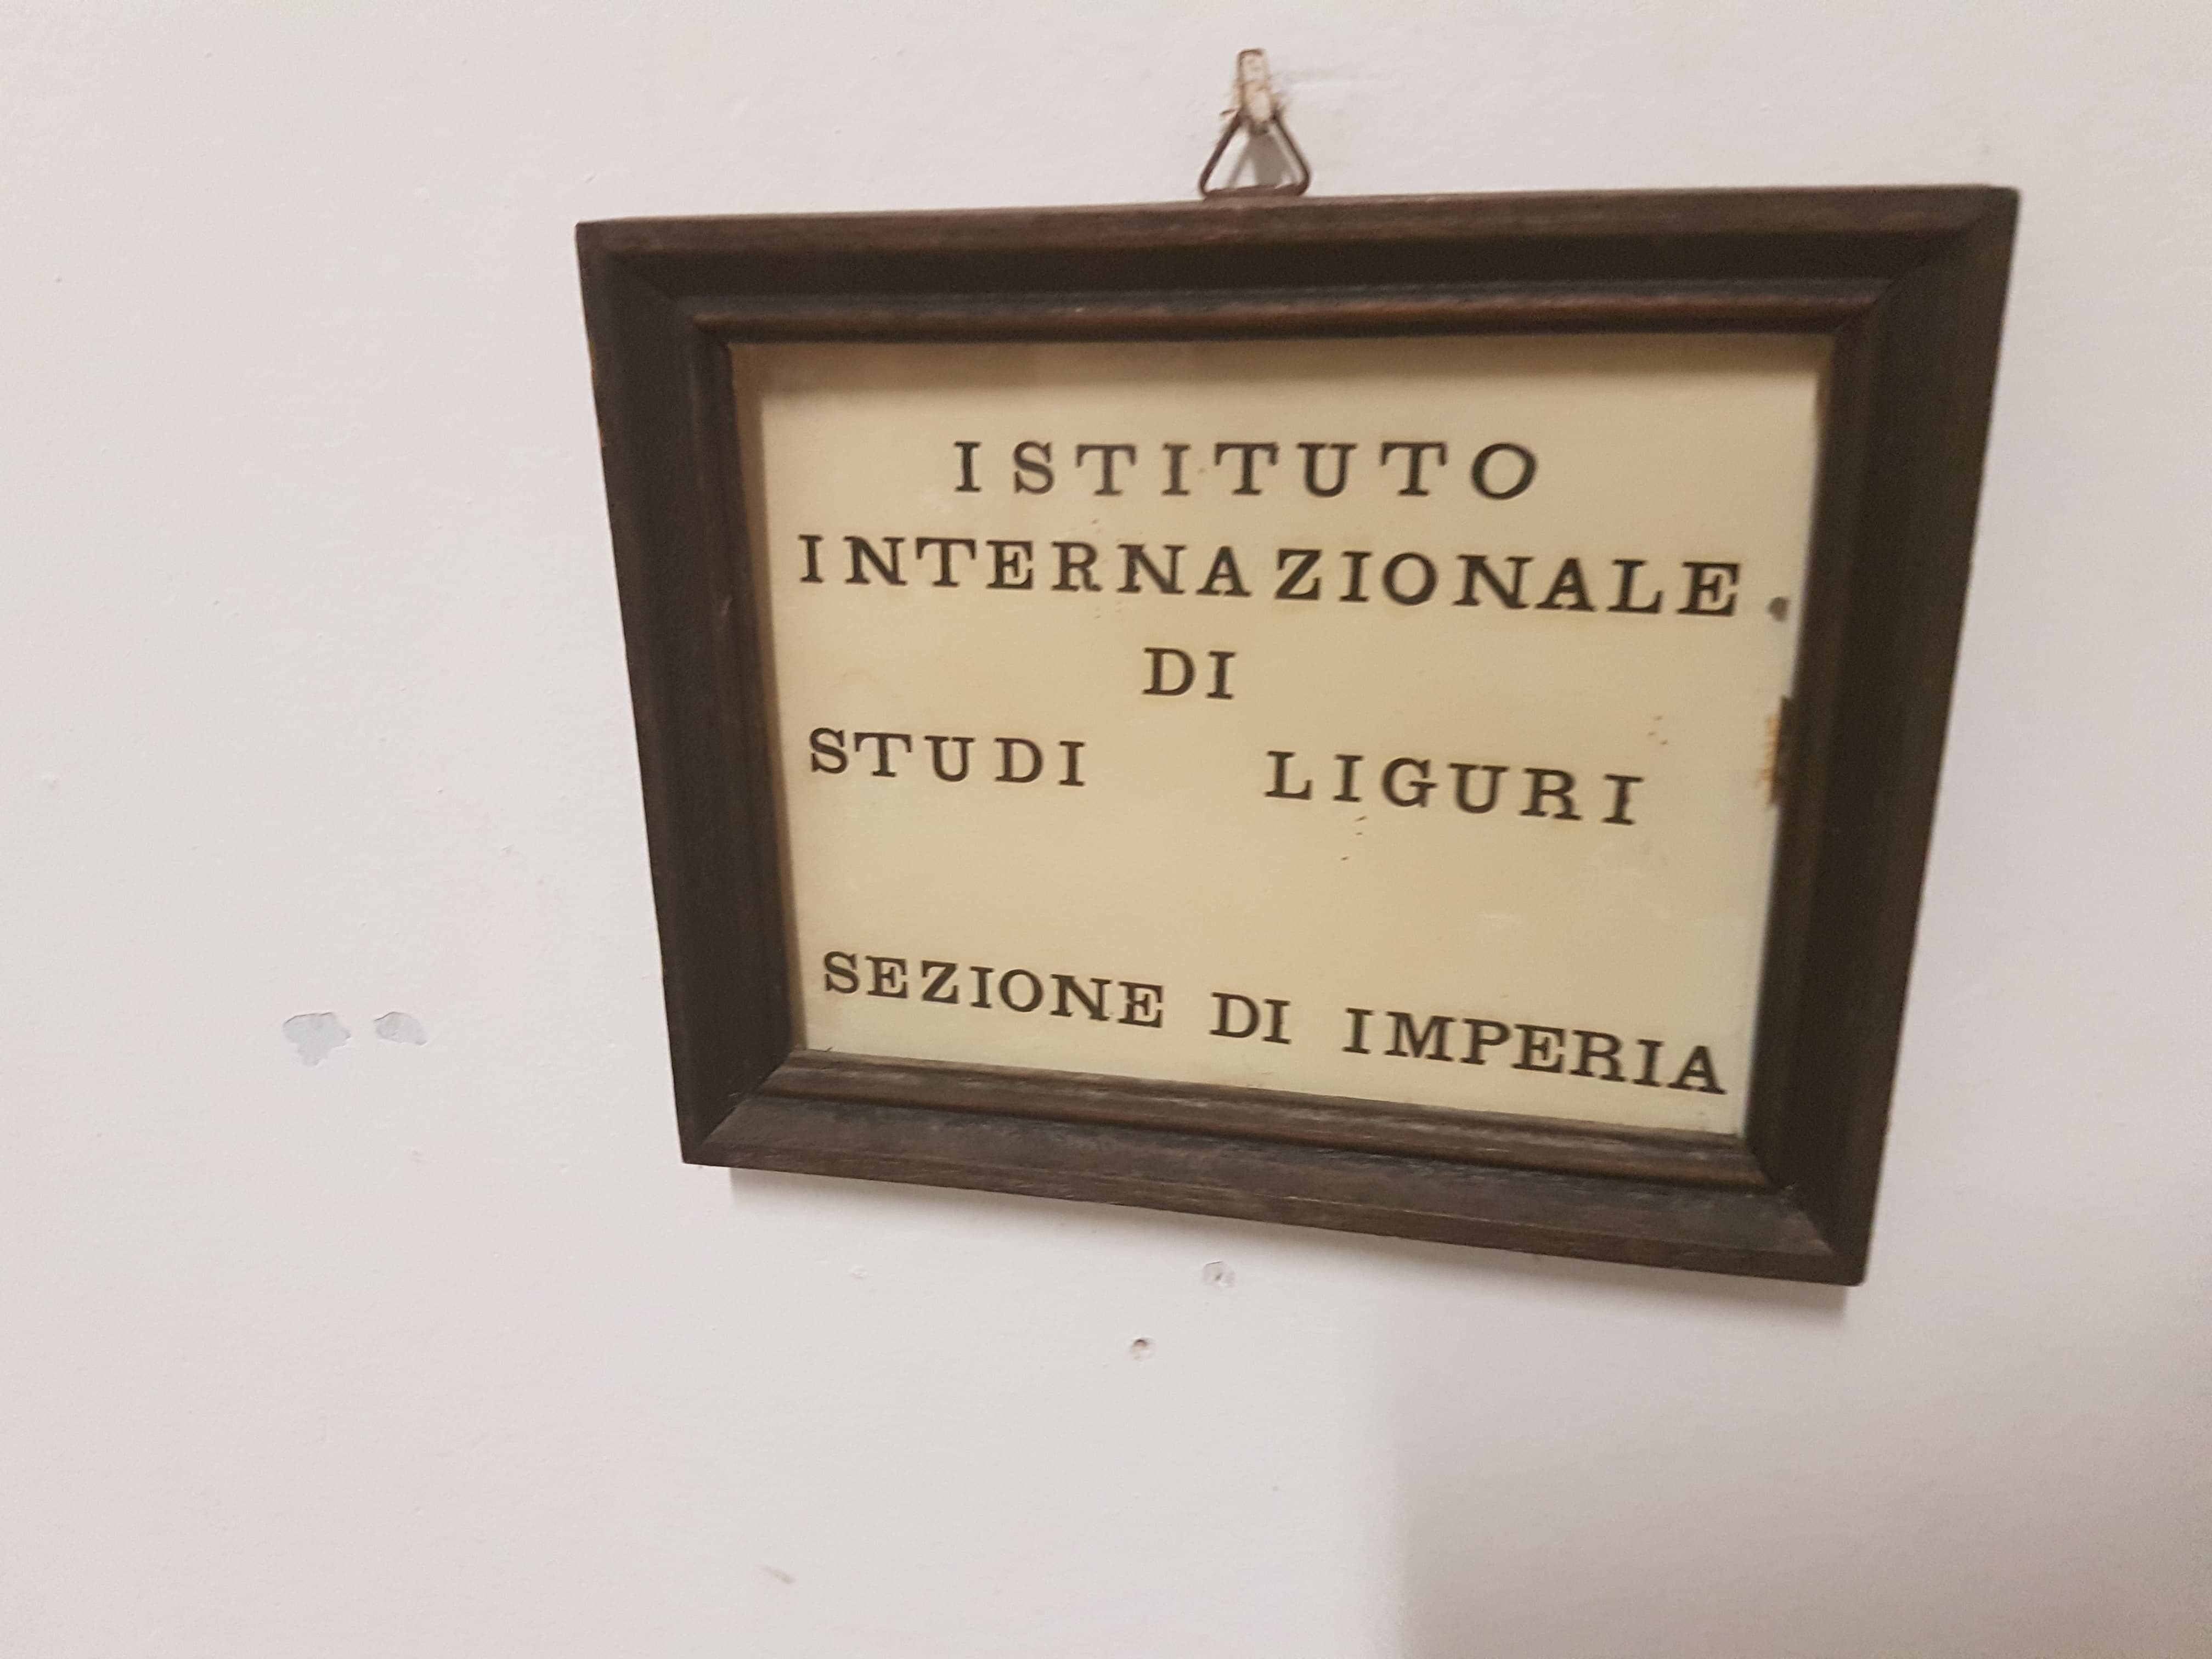 ISTITUTO
INTERNAZIONALE
DI
STUDI LIGURI
SEZIONE DI IMPERIA